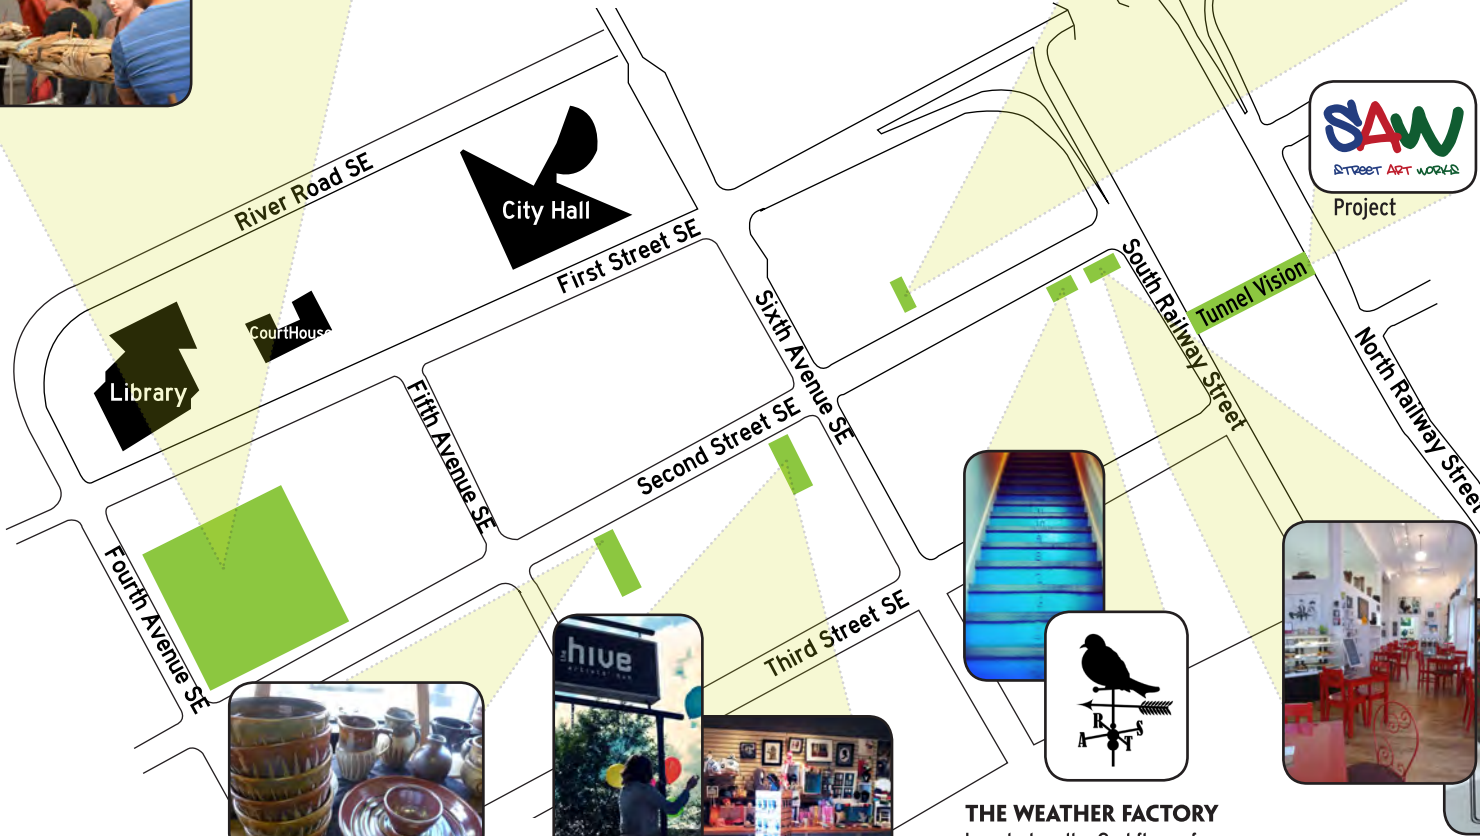 River Road SE
City Hall
First Street SE
CourtHouse
Library
Fifth Avenue SE
Sixth Avenue SE
Second Street SE
Fourth Avenue SE
Third Street SE
South Railway Street
Tunnel Vision
North Railway Street
SAW
STREET ART WORKS
Project
the hive
A R T S
THE WEATHER FACTORY